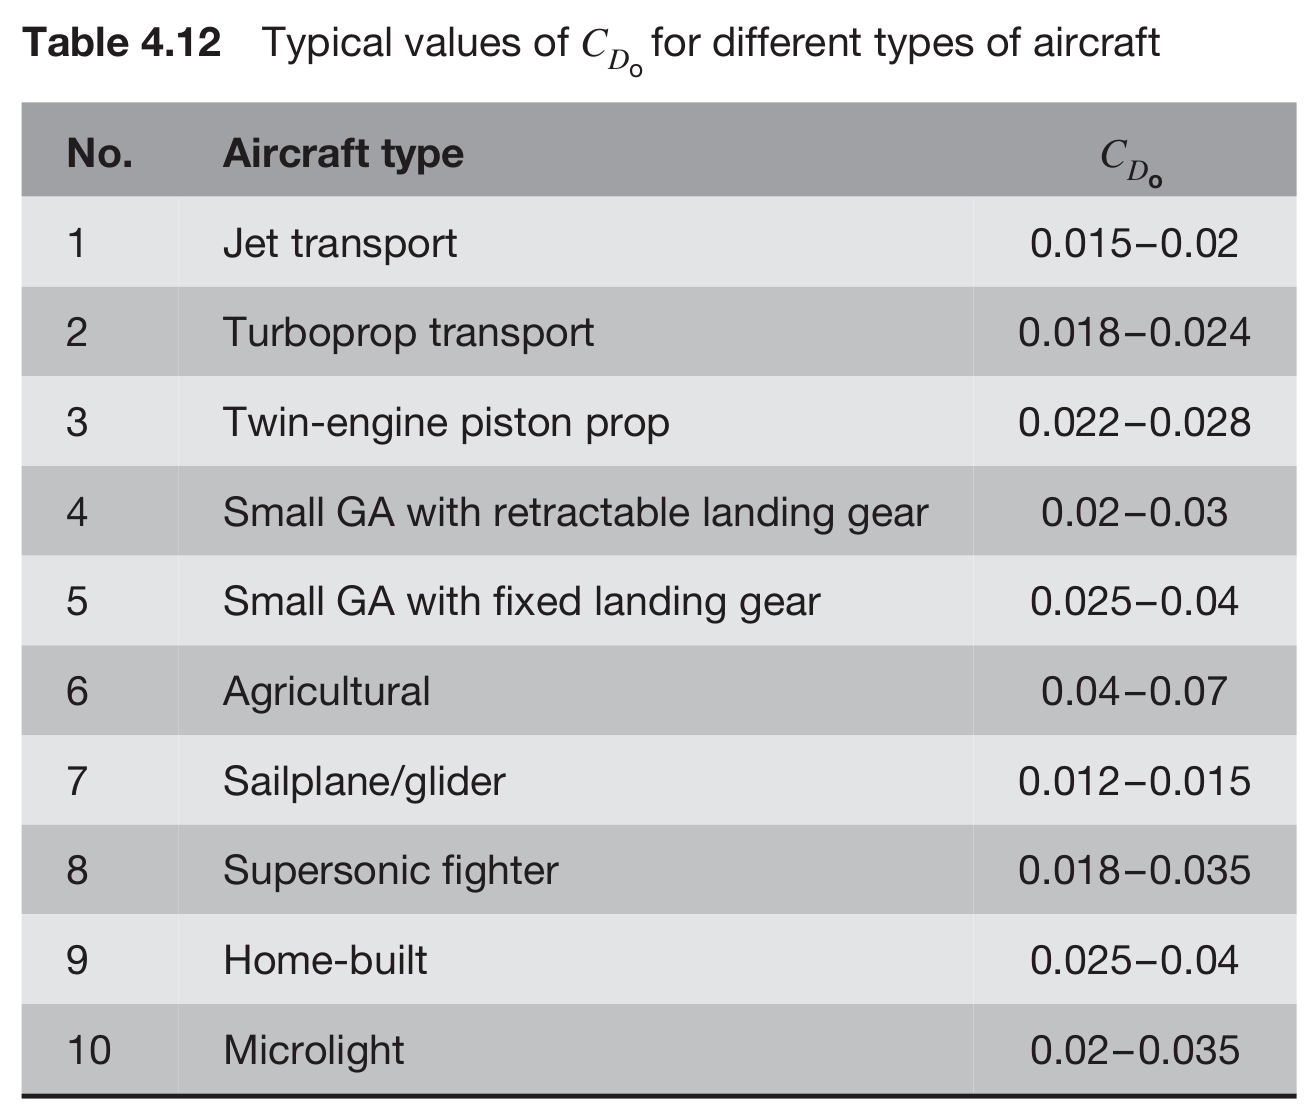 Table 4.12 Typical values of C_{D_o} for different types of aircraft
No. Aircraft type C_{D_o}
1 Jet transport 0.015–0.02
2 Turboprop transport 0.018–0.024
3 Twin-engine piston prop 0.022–0.028
4 Small GA with retractable landing gear 0.02–0.03
5 Small GA with fixed landing gear 0.025–0.04
6 Agricultural 0.04–0.07
7 Sailplane/glider 0.012–0.015
8 Supersonic fighter 0.018–0.035
9 Home-built 0.025–0.04
10 Microlight 0.02–0.035